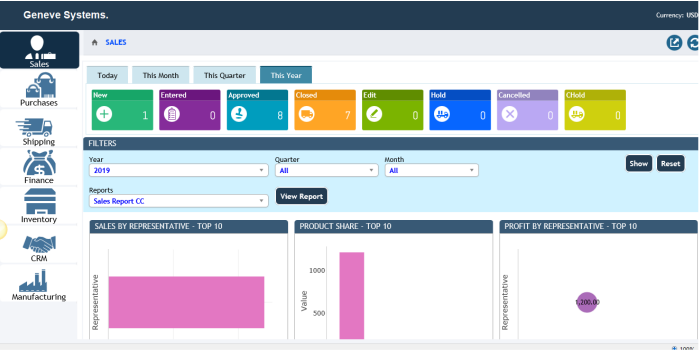 Geneve Systems.
Currency: USD
Sales
SALES
Today This Month This Quarter This Year
New Entered Approved Closed Edit Hold Cancelled CHold
1 0 8 7 0 0 0 0
Purchases
Shipping
Finance
Inventory
CRM
Manufacturing
FILTERS
Year Quarter Month
2019 All All Show Reset
Reports
Sales Report CC View Report
SALES BY REPRESENTATIVE - TOP 10
Representative
PRODUCT SHARE - TOP 10
1000
500
Value
PROFIT BY REPRESENTATIVE - TOP 10
Representative
1,200.00
100%